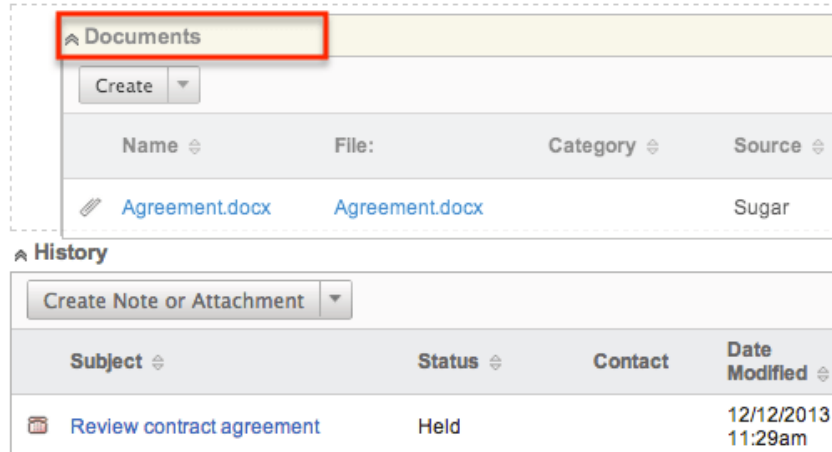 Documents
Create
Name File: Category Source
Agreement.docx Agreement.docx Sugar
History
Create Note or Attachment
Subject Status Contact Date Modified
Review contract agreement Held 12/12/2013 11:29am